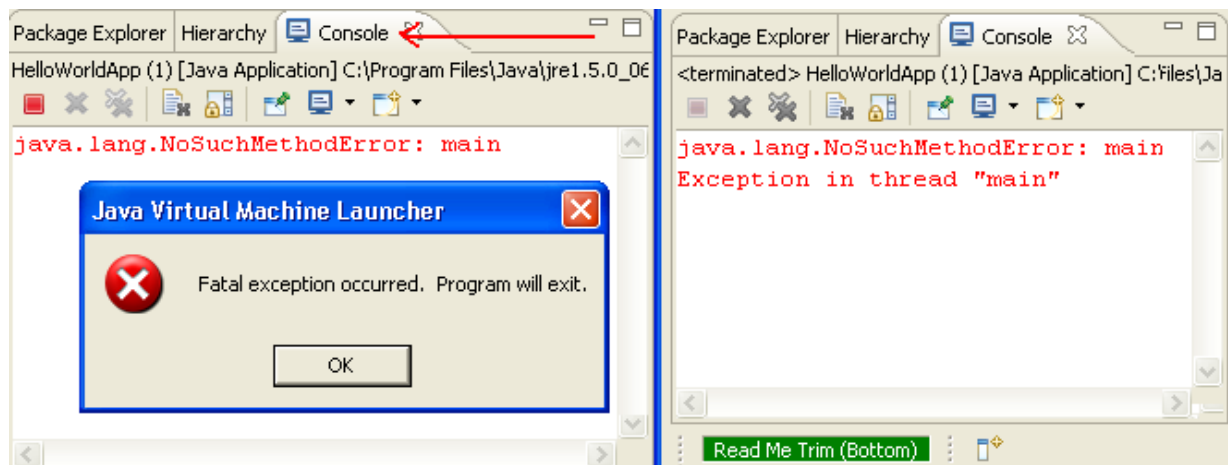 Package Explorer Hierarchy Console
HelloWorldApp (1) [Java Application] C:\Program Files\Java\jre1.5.0_06
java.lang.NoSuchMethodError: main
Java Virtual Machine Launcher
Fatal exception occurred. Program will exit.
OK
Package Explorer Hierarchy Console
<terminated> HelloWorldApp (1) [Java Application] C:\Files\Ja
java.lang.NoSuchMethodError: main
Exception in thread "main"
Read Me Trim (Bottom)